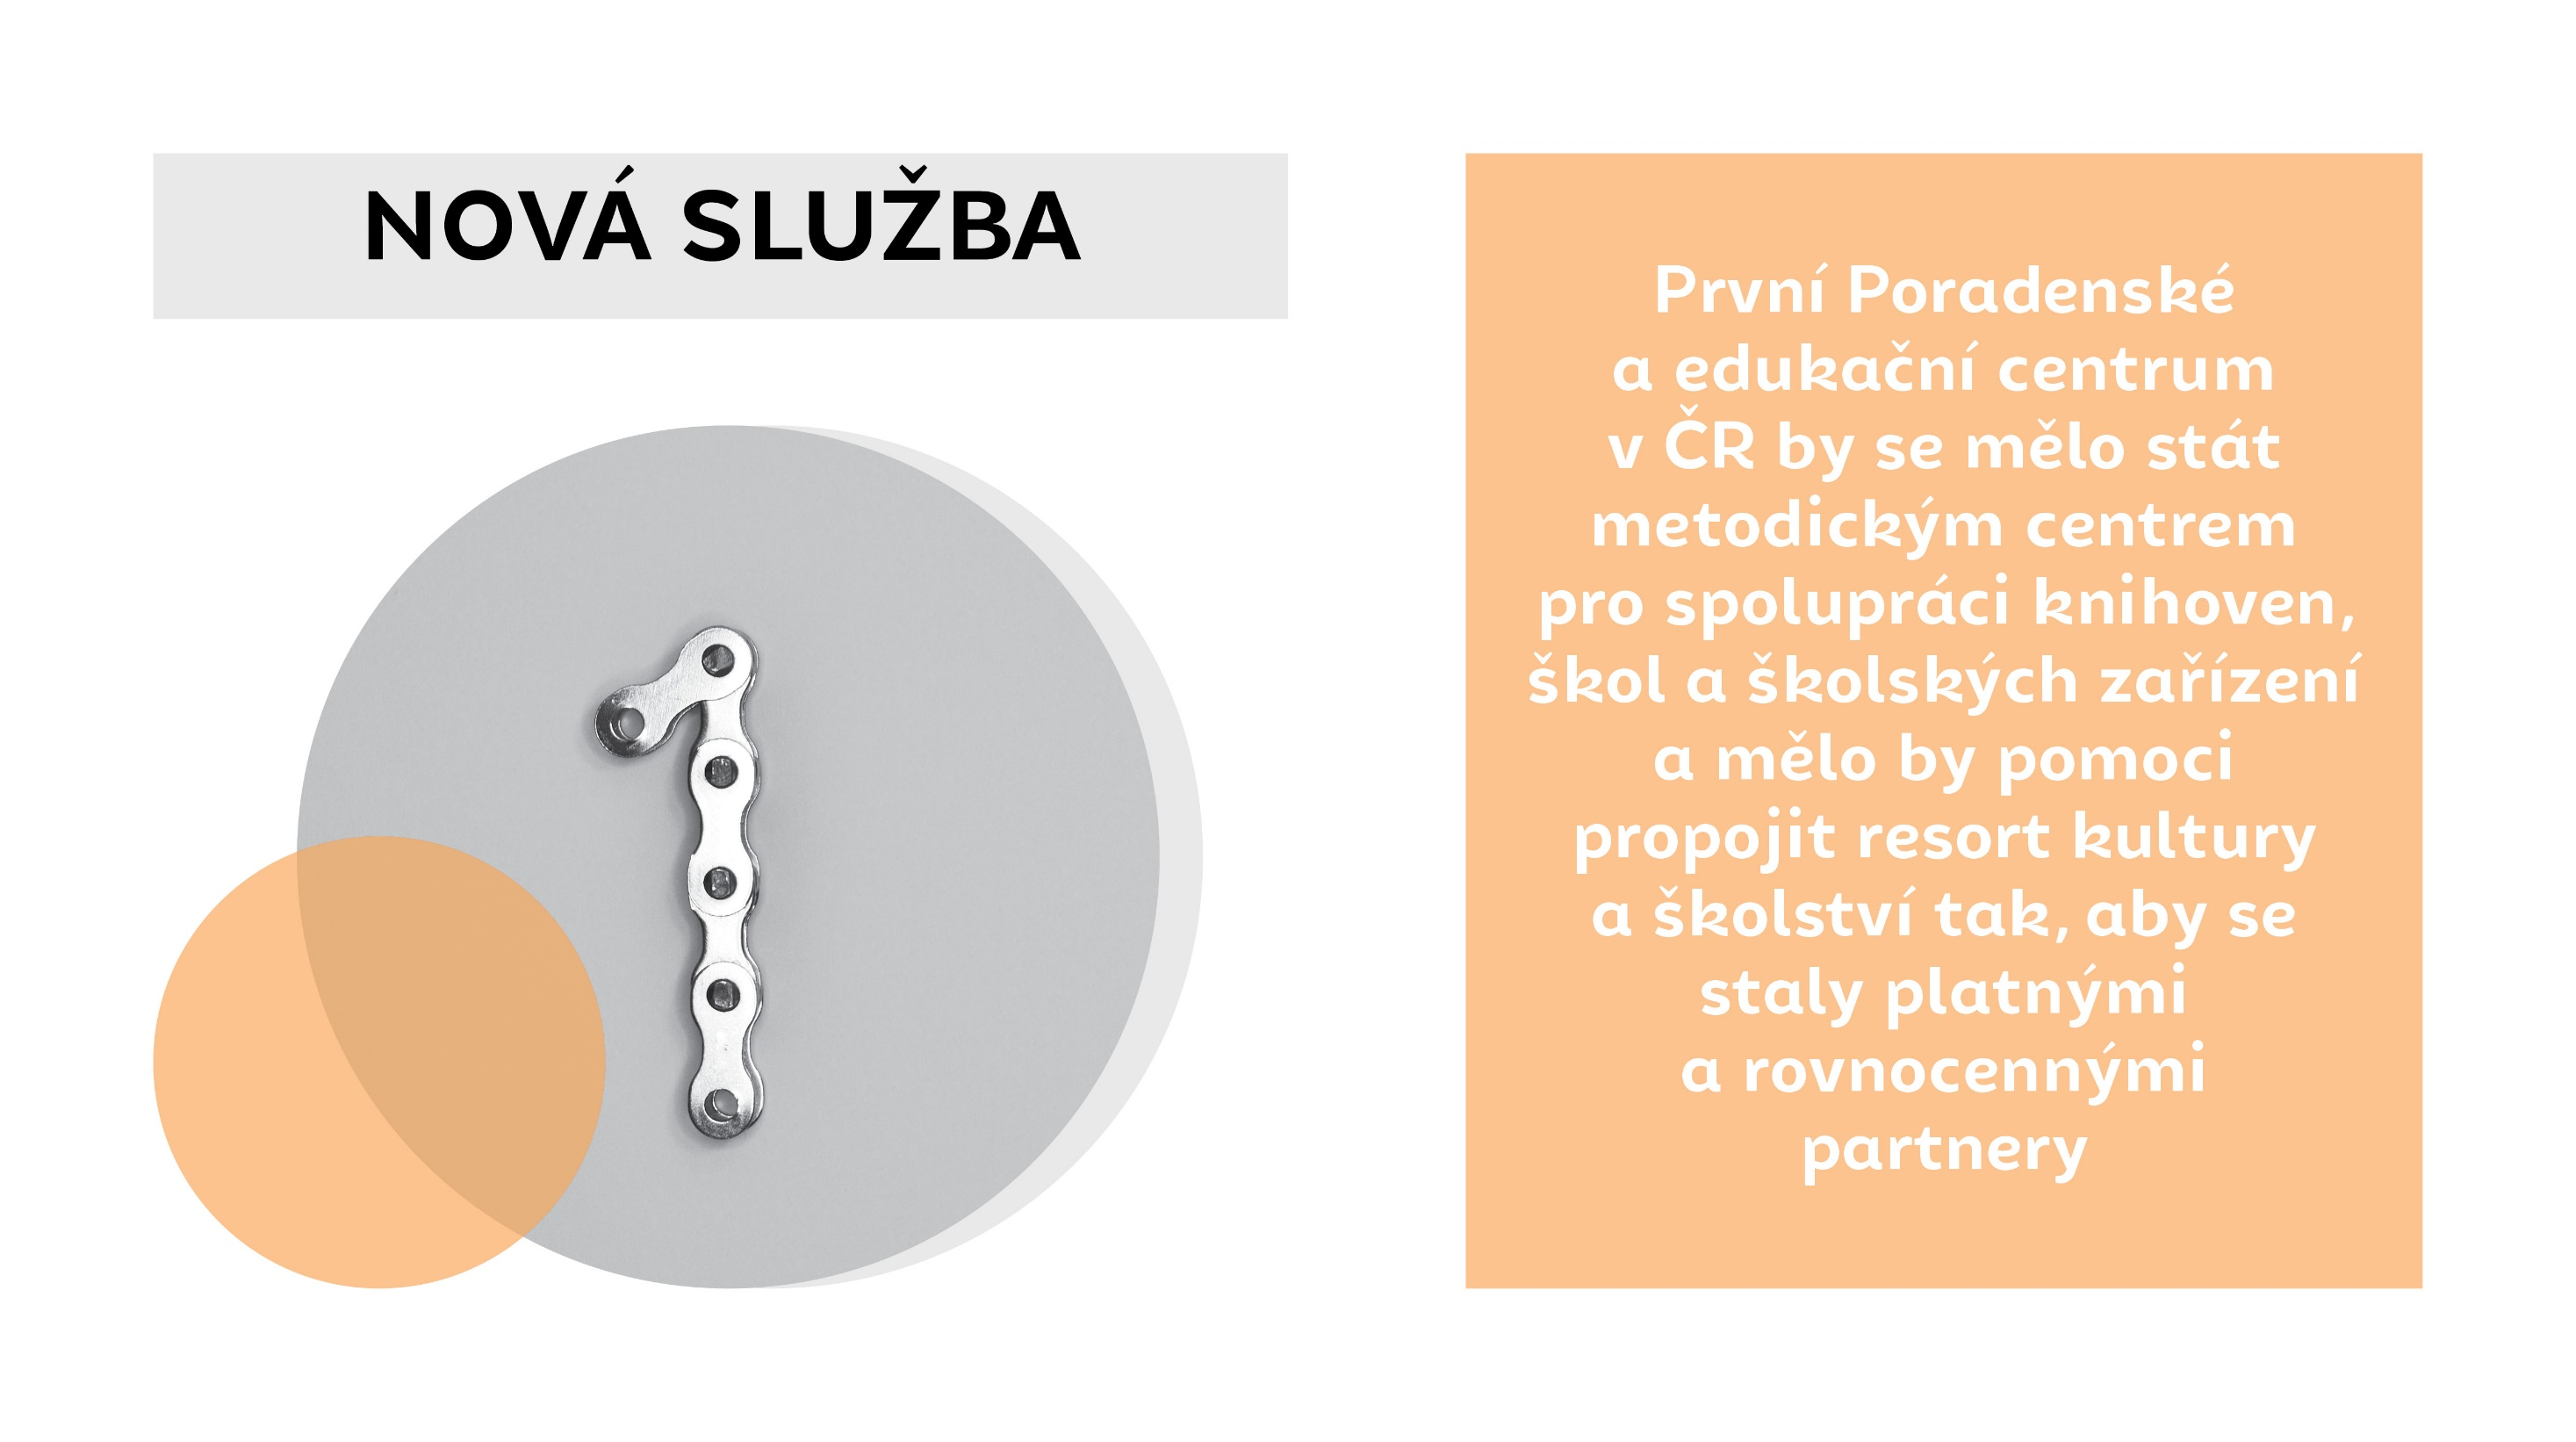 NOVÁ SLUŽBA
První Poradenské
a edukační centrum
v ČR by se mělo stát
metodickým centrem
pro spolupráci knihoven,
škol a školských zařízení
a mělo by pomoci
propojit resort kultury
a školství tak, aby se
staly platnými
a rovnocennými
partnery